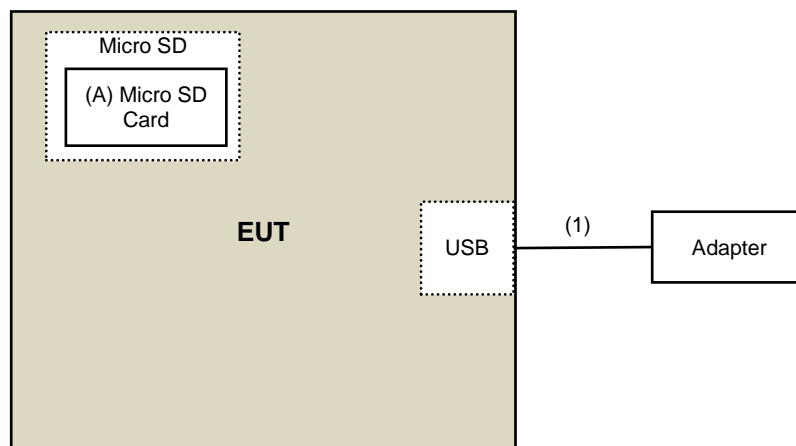 Micro SD
(A) Micro SD
Card
EUT
USB
(1)
Adapter